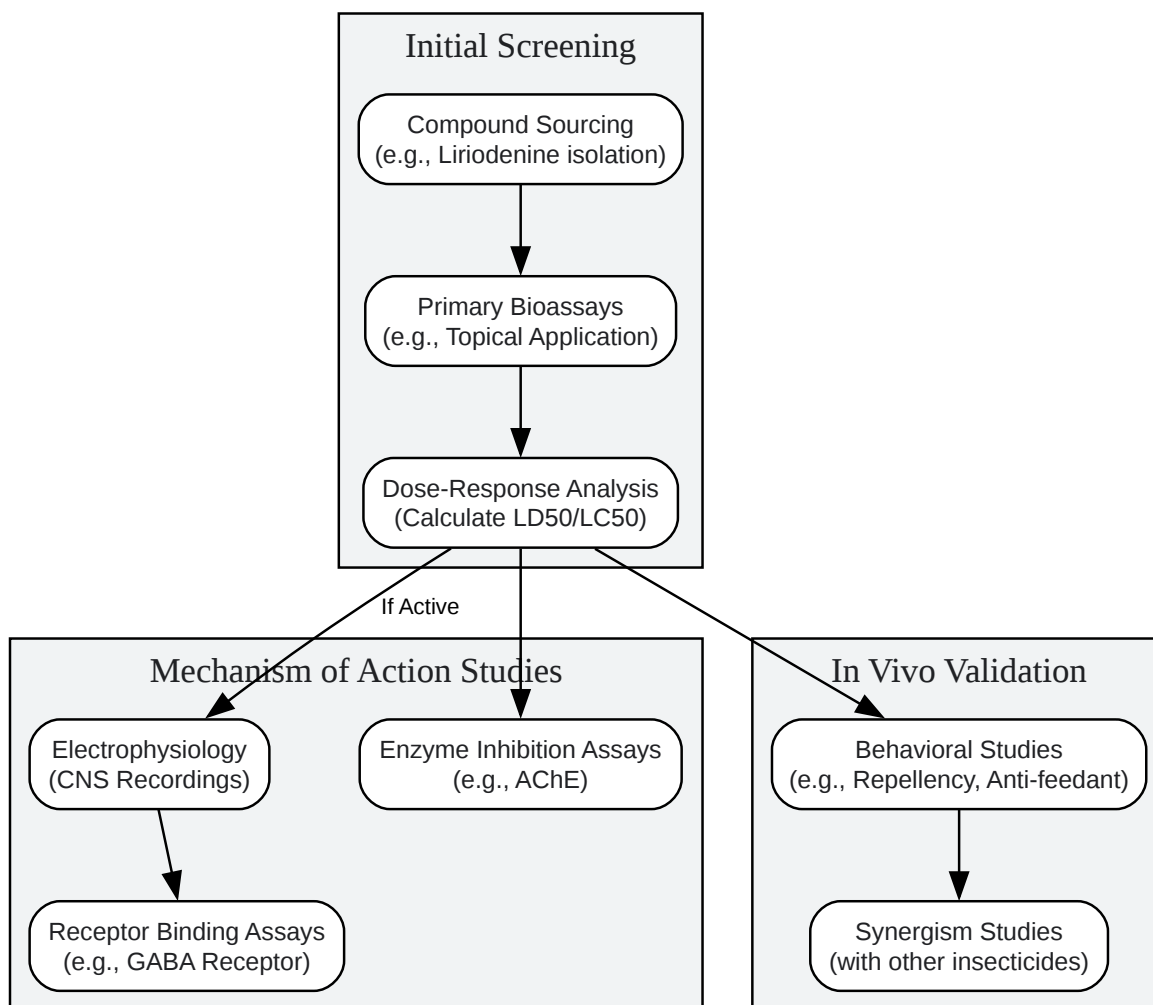 Initial Screening
Compound Sourcing
(e.g., Liriodenine isolation)
Primary Bioassays
(e.g., Topical Application)
Dose-Response Analysis
(Calculate LD50/LC50)
If Active
Mechanism of Action Studies
Electrophysiology
(CNS Recordings)
Enzyme Inhibition Assays
(e.g., AChE)
Receptor Binding Assays
(e.g., GABA Receptor)
In Vivo Validation
Behavioral Studies
(e.g., Repellency, Anti-feedant)
Synergism Studies
(with other insecticides)